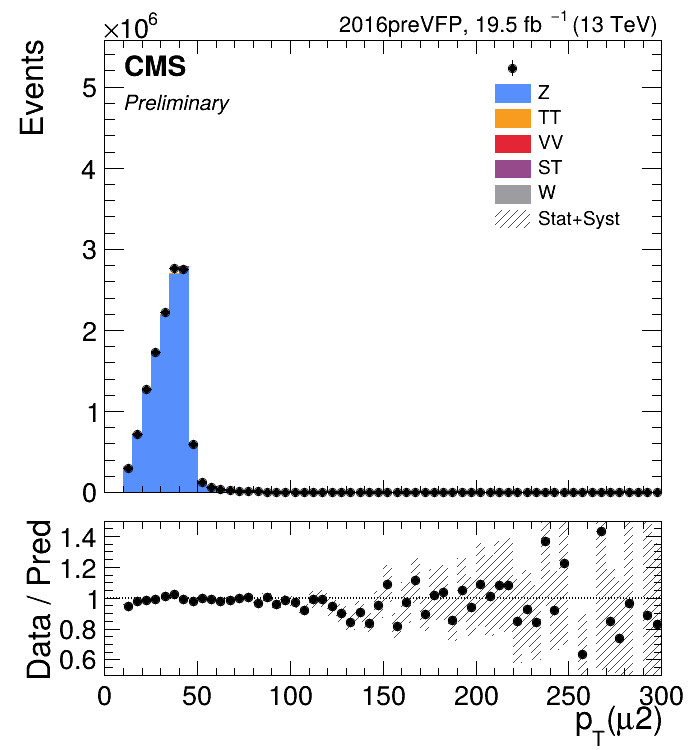 ×10⁶
2016preVFP, 19.5 fb ⁻¹ (13 TeV)
CMS
Preliminary
Events
5
4
3
2
1
0
Z
TT
VV
ST
W
Stat+Syst
Data / Pred
1.4
1.2
1
0.8
0.6
0 50 100 150 200 250 300
p_T(μ2)